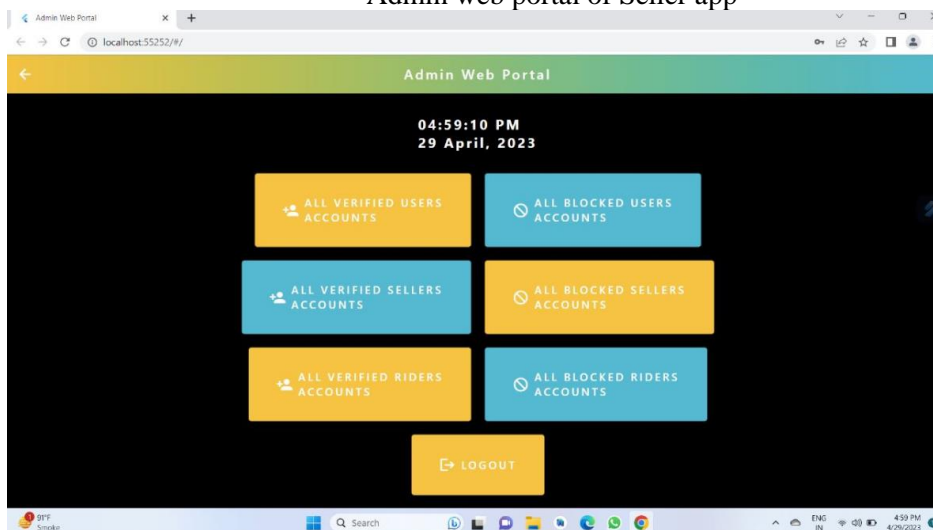 Admin web portal of Seller app
Admin Web Portal
localhost:55252/#/
Admin Web Portal
04:59:10 PM
29 April, 2023
ALL VERIFIED USERS
ACCOUNTS
ALL BLOCKED USERS
ACCOUNTS
ALL VERIFIED SELLERS
ACCOUNTS
ALL BLOCKED SELLERS
ACCOUNTS
ALL VERIFIED RIDERS
ACCOUNTS
ALL BLOCKED RIDERS
ACCOUNTS
LOGOUT
1
91°F
Smoke
Search
ENG
IN
4:59 PM
4/29/2023